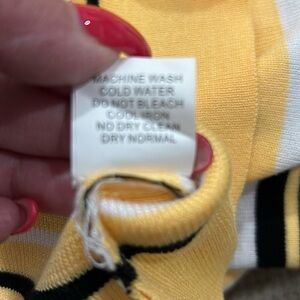 MACHINE WASH
COLD WATER
DO NOT BLEACH
COOL IRON
NO DRY CLEAN
DRY NORMAL